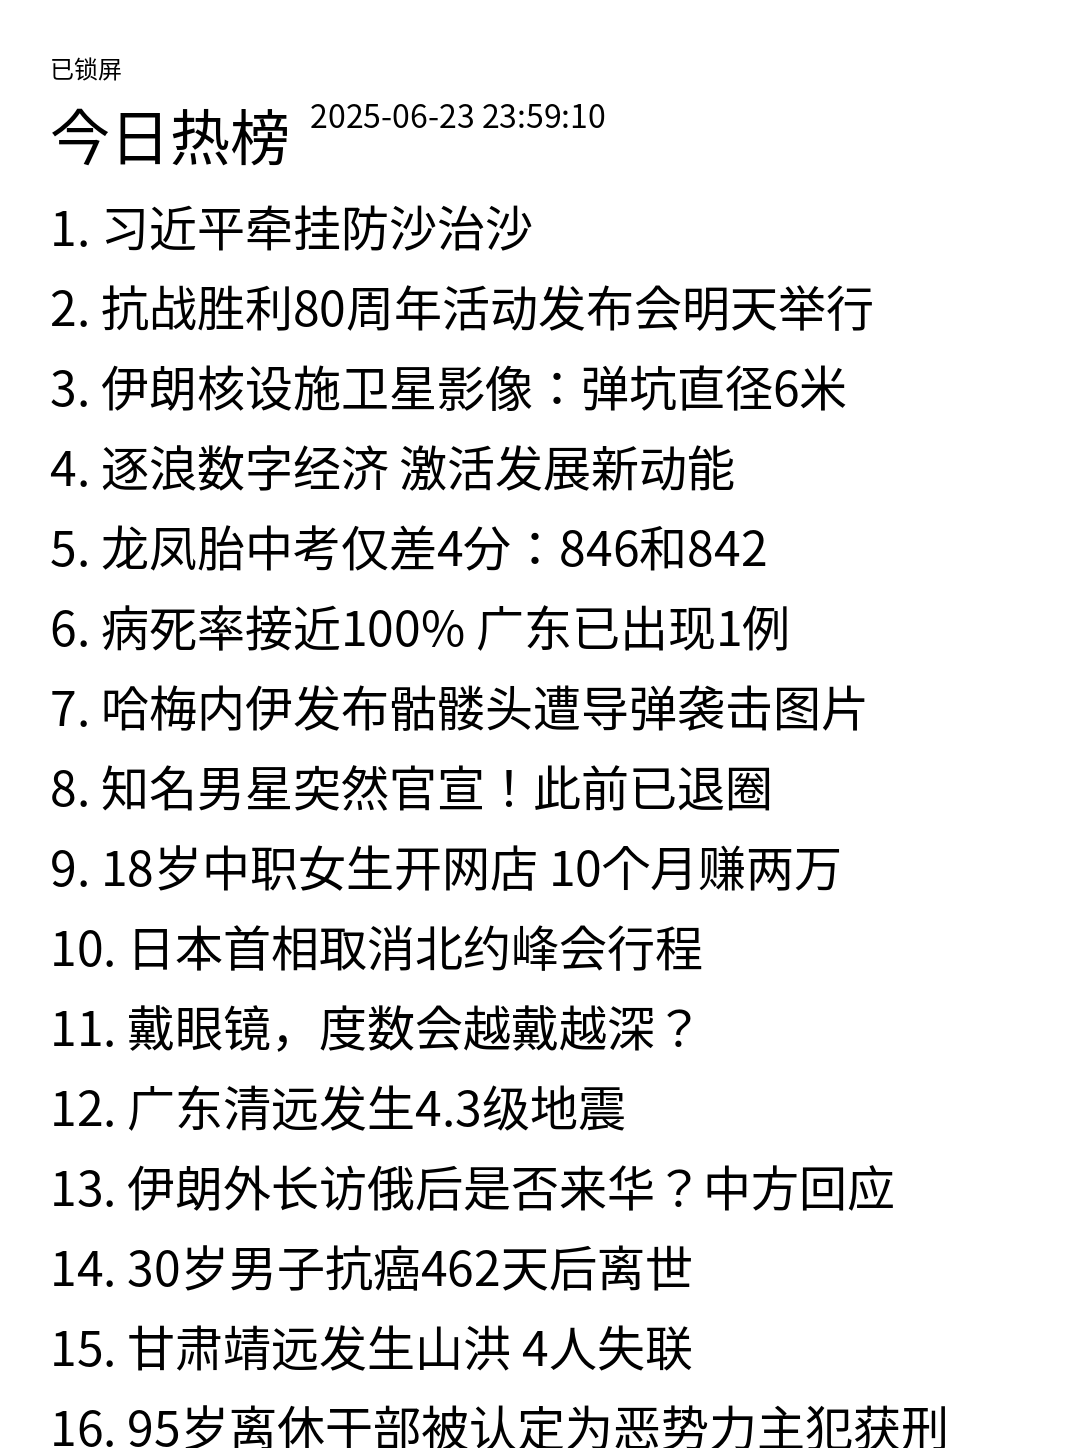 已锁屏
今日热榜 2025-06-23 23:59:10
1. 习近平牵挂防沙治沙
2. 抗战胜利80周年活动发布会明天举行
3. 伊朗核设施卫星影像：弹坑直径6米
4. 逐浪数字经济 激活发展新动能
5. 龙凤胎中考仅差4分：846和842
6. 病死率接近100% 广东已出现1例
7. 哈梅内伊发布骷髅头遭导弹袭击图片
8. 知名男星突然官宣！此前已退圈
9. 18岁中职女生开网店 10个月赚两万
10. 日本首相取消北约峰会行程
11. 戴眼镜，度数会越戴越深？
12. 广东清远发生4.3级地震
13. 伊朗外长访俄后是否来华？中方回应
14. 30岁男子抗癌462天后离世
15. 甘肃靖远发生山洪 4人失联
16. 95岁离休干部被认定为恶势力主犯获刑